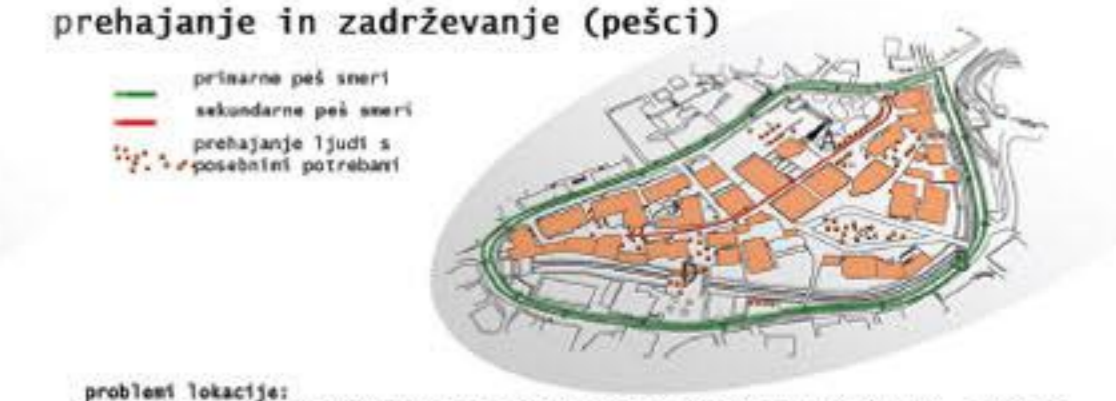 prehajanje in zadrževanje (pešci)
primarne peš smeri
sekundarne peš smeri
prehajanje ljudi s
posebnimi potrebami
problemi lokacije: